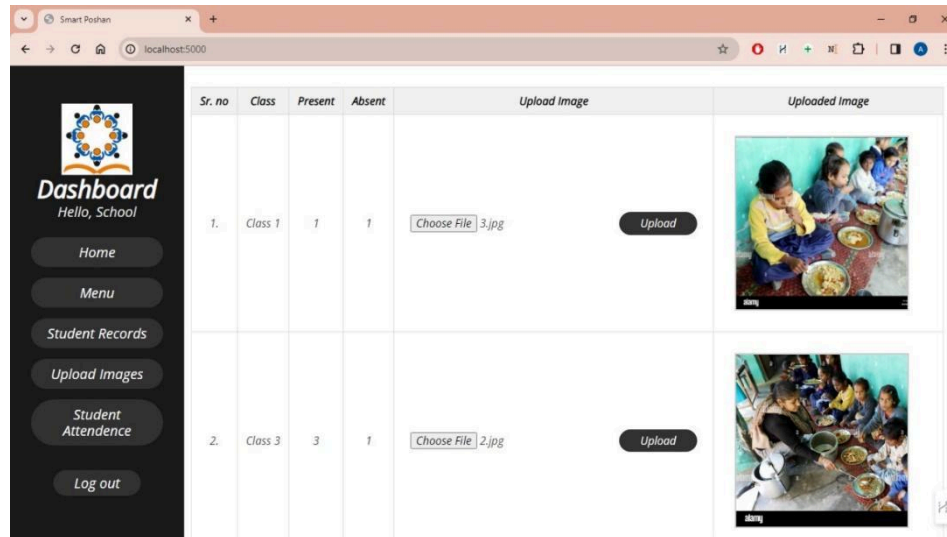 Smart Poshan
localhost:5000
A
Dashboard
Hello, School
Home
Menu
Student Records
Upload Images
Student
Attendence
Log out
Sr. no Class Present Absent Upload Image Uploaded Image
1. Class 1 1 1 Choose File 3.jpg Upload
alamy
2. Class 3 3 1 Choose File 2.jpg Upload
alamy